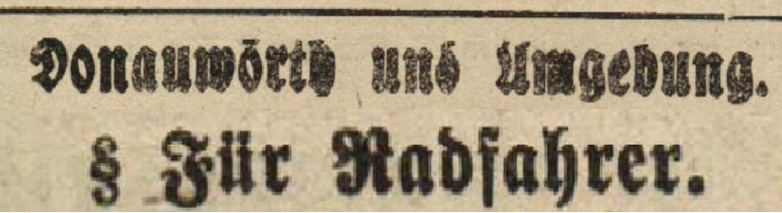 Donauwörth und Umgebung.
§ Für Radfahrer.